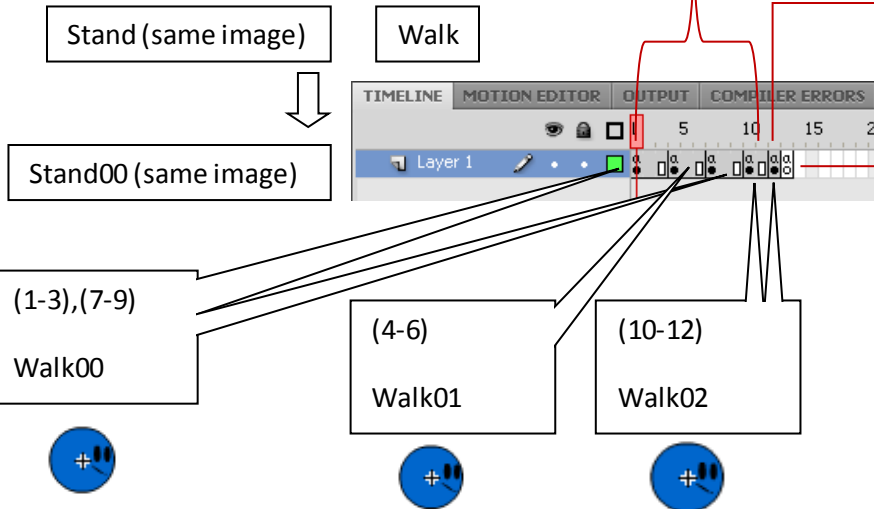 Stand (same image)
Walk
TIMELINE MOTION EDITOR OUTPUT COMPILER ERRORS
5 10 15 2
Layer 1
Stand00 (same image)
(1-3),(7-9)
Walk00
(4-6)
Walk01
(10-12)
Walk02